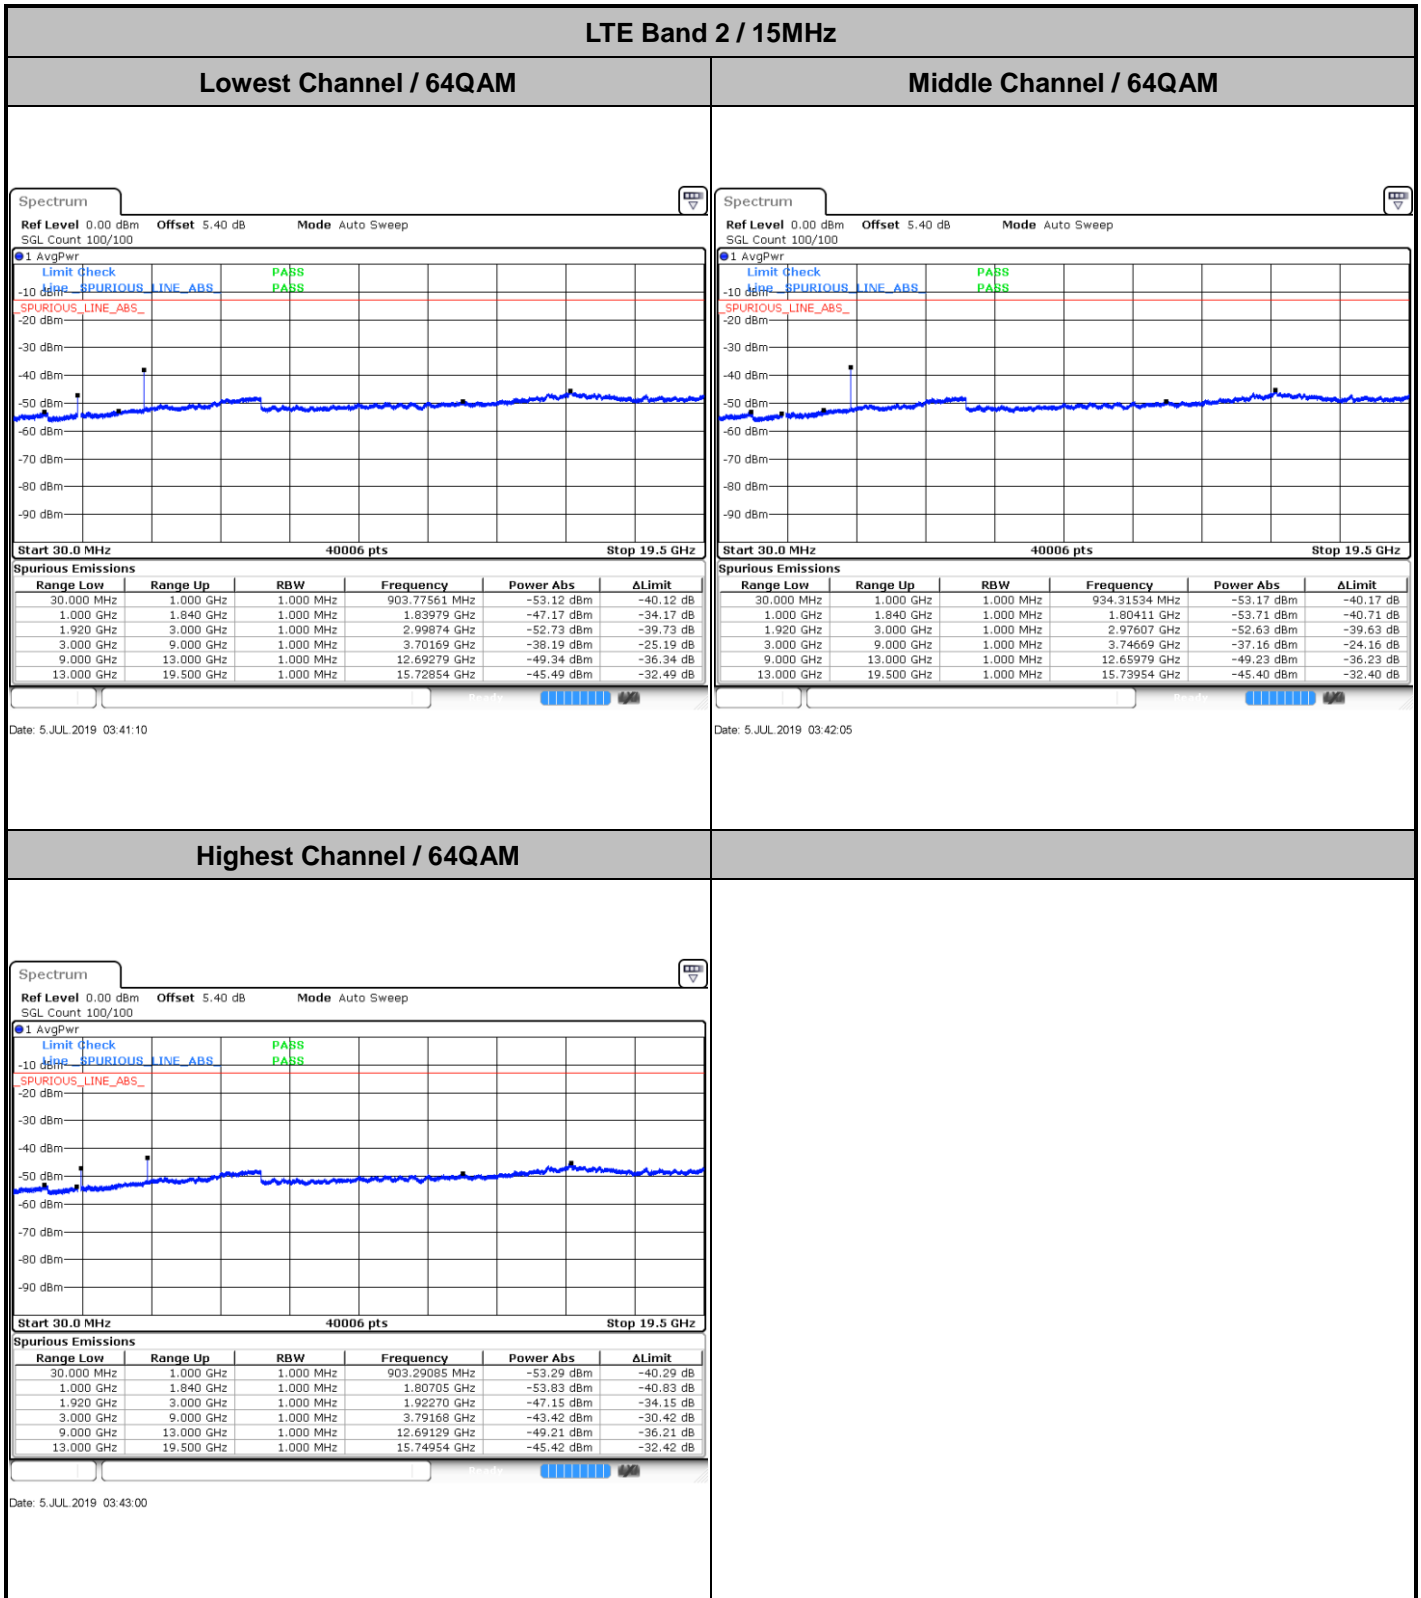 LTE Band 2 / 15MHz
Lowest Channel / 64QAM
Middle Channel / 64QAM
Spectrum
Ref Level 0.00 dBm Offset 5.40 dB Mode Auto Sweep
SGL Count 100/100
1 AvgPwr
Limit Check PASS
Line _SPURIOUS_LINE_ABS_ PASS
-10 dBm
_SPURIOUS_LINE_ABS_
-20 dBm
-30 dBm
-40 dBm
-50 dBm
-60 dBm
-70 dBm
-80 dBm
-90 dBm
Start 30.0 MHz 40006 pts Stop 19.5 GHz
Spurious Emissions
Range Low Range Up RBW Frequency Power Abs ΔLimit
30.000 MHz 1.000 GHz 1.000 MHz 903.77561 MHz -53.12 dBm -40.12 dB
1.000 GHz 1.840 GHz 1.000 MHz 1.83979 GHz -47.17 dBm -34.17 dB
1.920 GHz 3.000 GHz 1.000 MHz 2.99874 GHz -52.73 dBm -39.73 dB
3.000 GHz 9.000 GHz 1.000 MHz 3.70169 GHz -38.19 dBm -25.19 dB
9.000 GHz 13.000 GHz 1.000 MHz 12.69279 GHz -49.34 dBm -36.34 dB
13.000 GHz 19.500 GHz 1.000 MHz 15.72854 GHz -45.49 dBm -32.49 dB
Ready
Date: 5.JUL.2019 03:41:10
Spectrum
Ref Level 0.00 dBm Offset 5.40 dB Mode Auto Sweep
SGL Count 100/100
1 AvgPwr
Limit Check PASS
Line _SPURIOUS_LINE_ABS_ PASS
-10 dBm
_SPURIOUS_LINE_ABS_
-20 dBm
-30 dBm
-40 dBm
-50 dBm
-60 dBm
-70 dBm
-80 dBm
-90 dBm
Start 30.0 MHz 40006 pts Stop 19.5 GHz
Spurious Emissions
Range Low Range Up RBW Frequency Power Abs ΔLimit
30.000 MHz 1.000 GHz 1.000 MHz 934.31534 MHz -53.17 dBm -40.17 dB
1.000 GHz 1.840 GHz 1.000 MHz 1.80411 GHz -53.71 dBm -40.71 dB
1.920 GHz 3.000 GHz 1.000 MHz 2.97607 GHz -52.63 dBm -39.63 dB
3.000 GHz 9.000 GHz 1.000 MHz 3.74669 GHz -37.16 dBm -24.16 dB
9.000 GHz 13.000 GHz 1.000 MHz 12.65979 GHz -49.23 dBm -36.23 dB
13.000 GHz 19.500 GHz 1.000 MHz 15.73954 GHz -45.40 dBm -32.40 dB
Ready
Date: 5.JUL.2019 03:42:05
Highest Channel / 64QAM
Spectrum
Ref Level 0.00 dBm Offset 5.40 dB Mode Auto Sweep
SGL Count 100/100
1 AvgPwr
Limit Check PASS
Line _SPURIOUS_LINE_ABS_ PASS
-10 dBm
_SPURIOUS_LINE_ABS_
-20 dBm
-30 dBm
-40 dBm
-50 dBm
-60 dBm
-70 dBm
-80 dBm
-90 dBm
Start 30.0 MHz 40006 pts Stop 19.5 GHz
Spurious Emissions
Range Low Range Up RBW Frequency Power Abs ΔLimit
30.000 MHz 1.000 GHz 1.000 MHz 903.29085 MHz -53.29 dBm -40.29 dB
1.000 GHz 1.840 GHz 1.000 MHz 1.80705 GHz -53.83 dBm -40.83 dB
1.920 GHz 3.000 GHz 1.000 MHz 1.92270 GHz -47.15 dBm -34.15 dB
3.000 GHz 9.000 GHz 1.000 MHz 3.79168 GHz -43.42 dBm -30.42 dB
9.000 GHz 13.000 GHz 1.000 MHz 12.69129 GHz -49.21 dBm -36.21 dB
13.000 GHz 19.500 GHz 1.000 MHz 15.74954 GHz -45.42 dBm -32.42 dB
Ready
Date: 5.JUL.2019 03:43:00